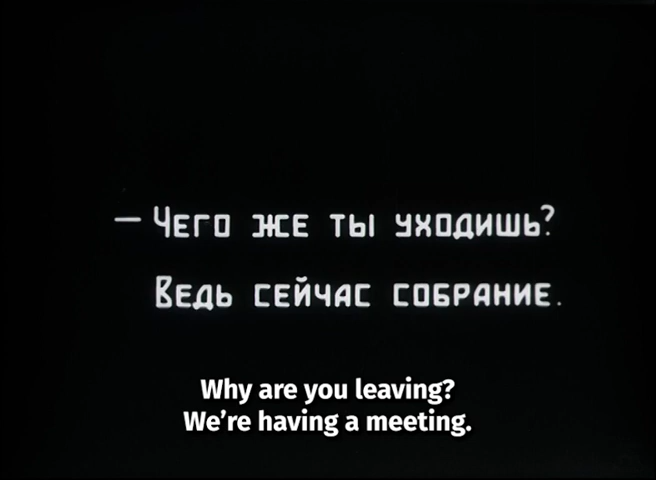 — Чего же ты уходишь?
Ведь сейчас собрание.
Why are you leaving?
We're having a meeting.